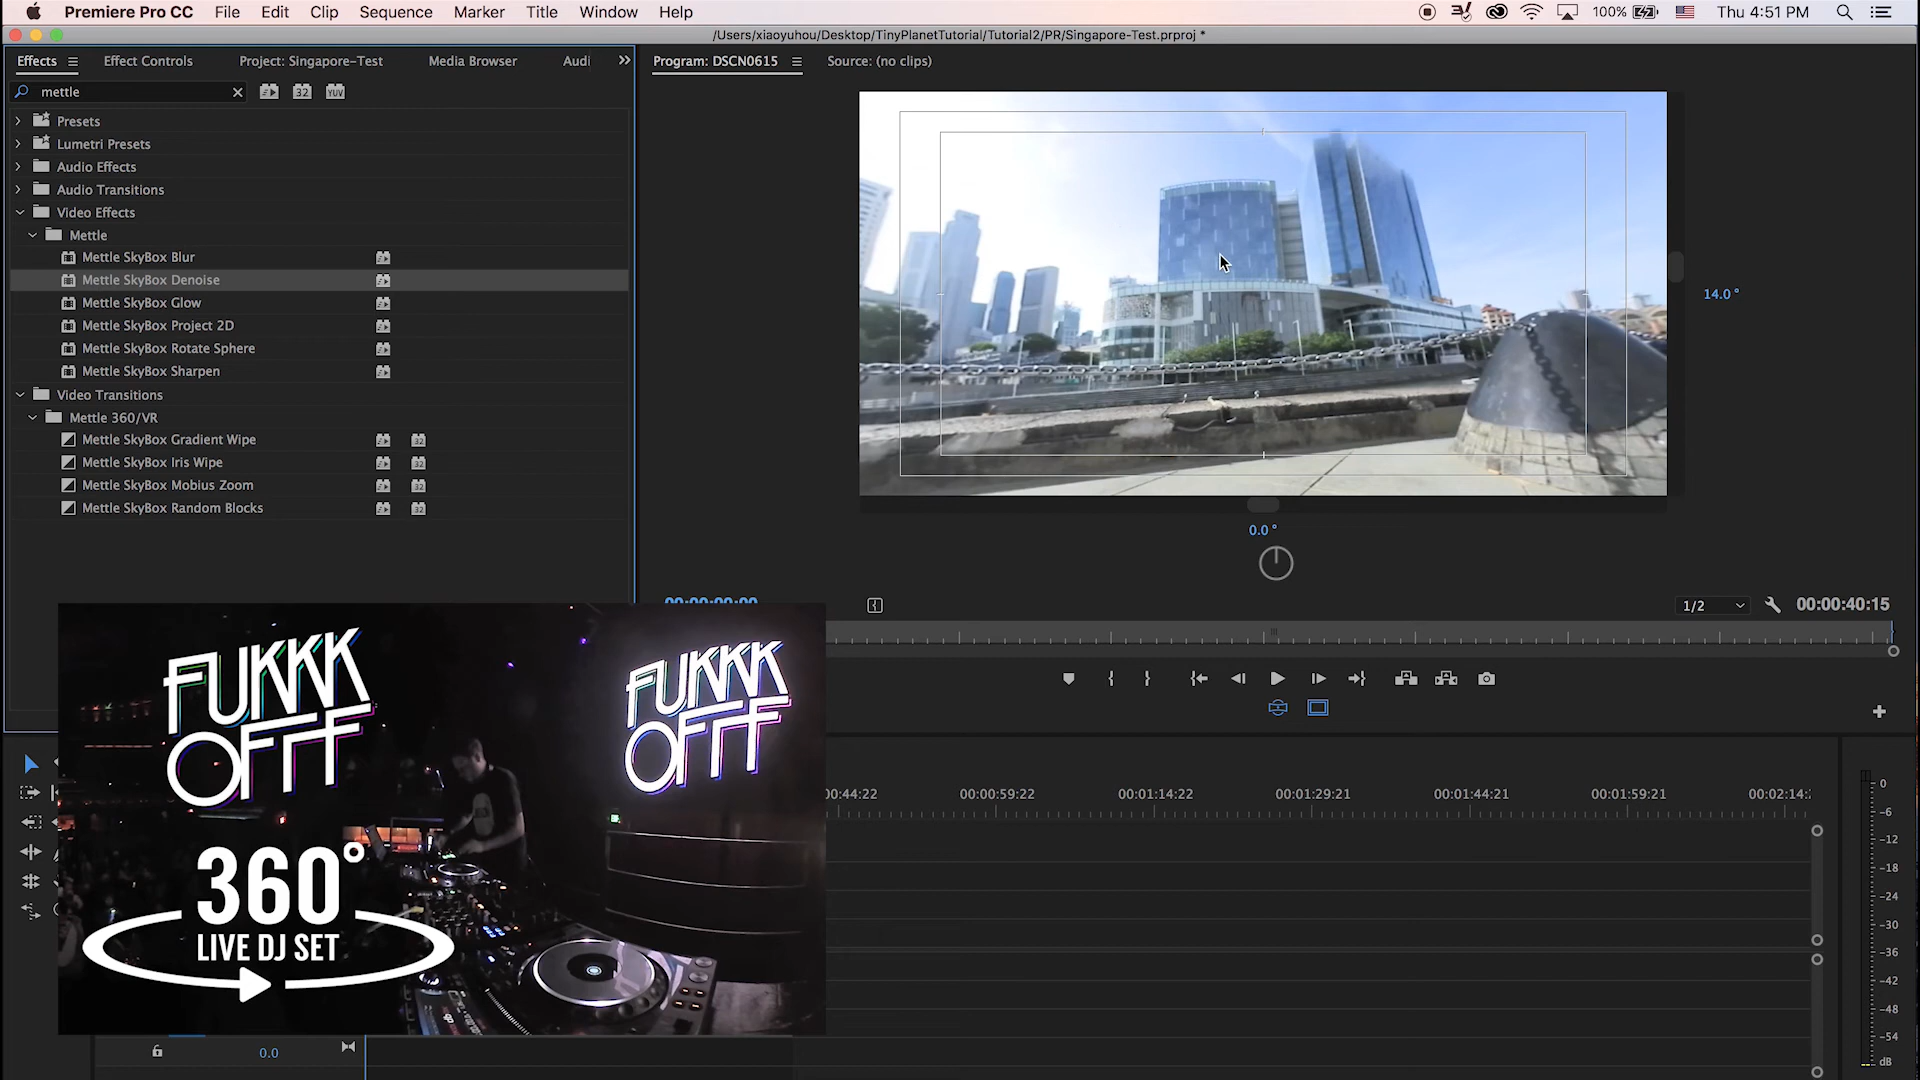 Premiere Pro CC File Edit Clip Sequence Marker Title Window Help 100% Thu 4:51 PM
/Users/xiaoyuhou/Desktop/TinyPlanetTutorial/Tutorial2/PR/Singapore-Test.prproj *
Effects Effect Controls Project: Singapore-Test Media Browser Audi
Program: DSCN0615 Source: (no clips)
mettle 32 YUV
Presets
Lumetri Presets
Audio Effects
Audio Transitions
Video Effects
Mettle
Mettle SkyBox Blur
Mettle SkyBox Denoise
Mettle SkyBox Glow
Mettle SkyBox Project 2D
Mettle SkyBox Rotate Sphere
Mettle SkyBox Sharpen
Video Transitions
Mettle 360/VR
Mettle SkyBox Gradient Wipe 32
Mettle SkyBox Iris Wipe 32
Mettle SkyBox Mobius Zoom 32
Mettle SkyBox Random Blocks 32
14.0 °
0.0 °
1/2 00:00:40:15
FUKKK
OFFF
FUKKK
OFFF
360°
LIVE DJ SET
0:44:22 00:00:59:22 00:01:14:22 00:01:29:21 00:01:44:21 00:01:59:21 00:02:14:
0
-6
-12
-18
-24
-30
-36
-42
-48
-54
dB
0.0